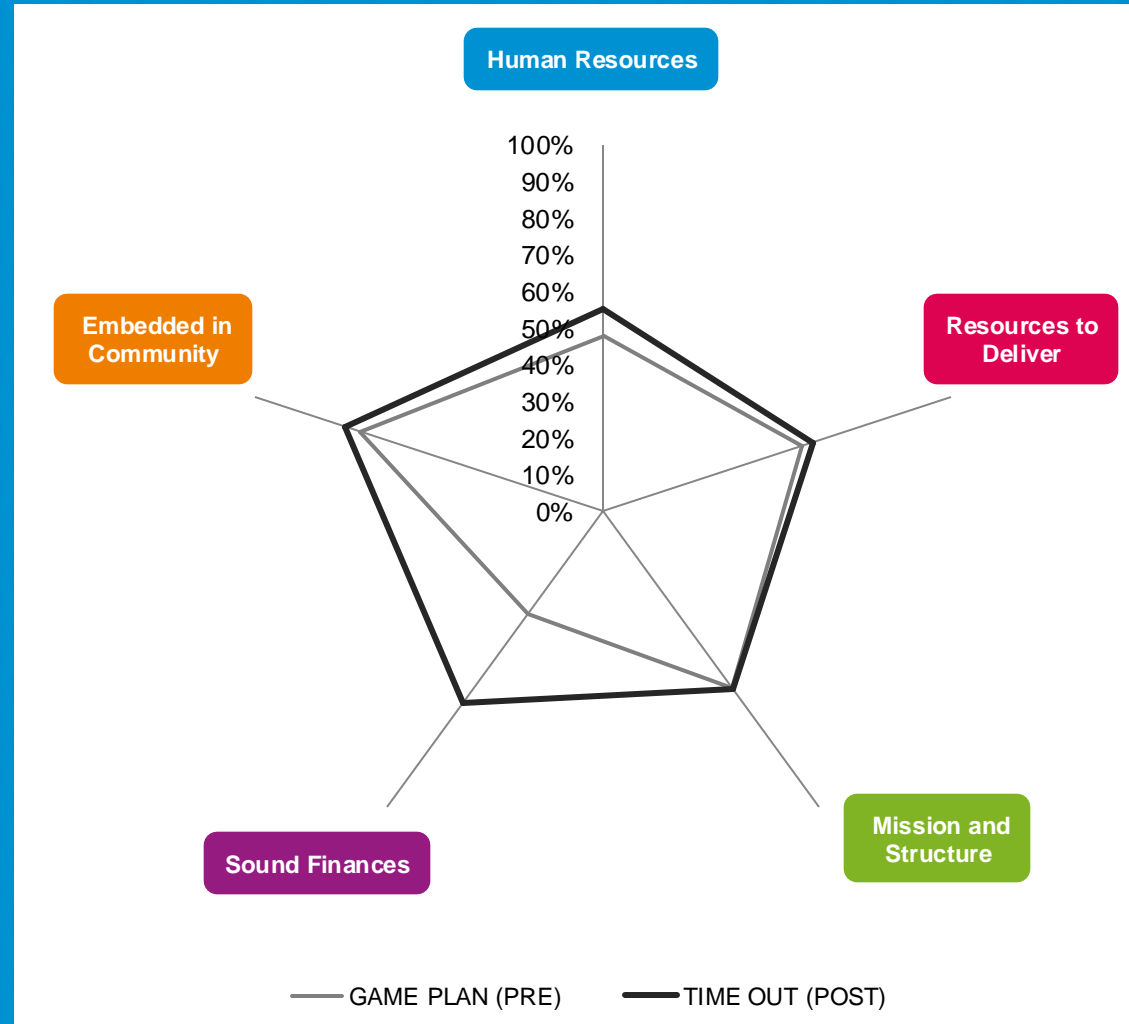 Human Resources
100%
90%
80%
70%
60%
50%
40%
30%
20%
10%
0%
Embedded in
Community
Resources to
Deliver
Sound Finances
Mission and
Structure
GAME PLAN (PRE)
TIME OUT (POST)